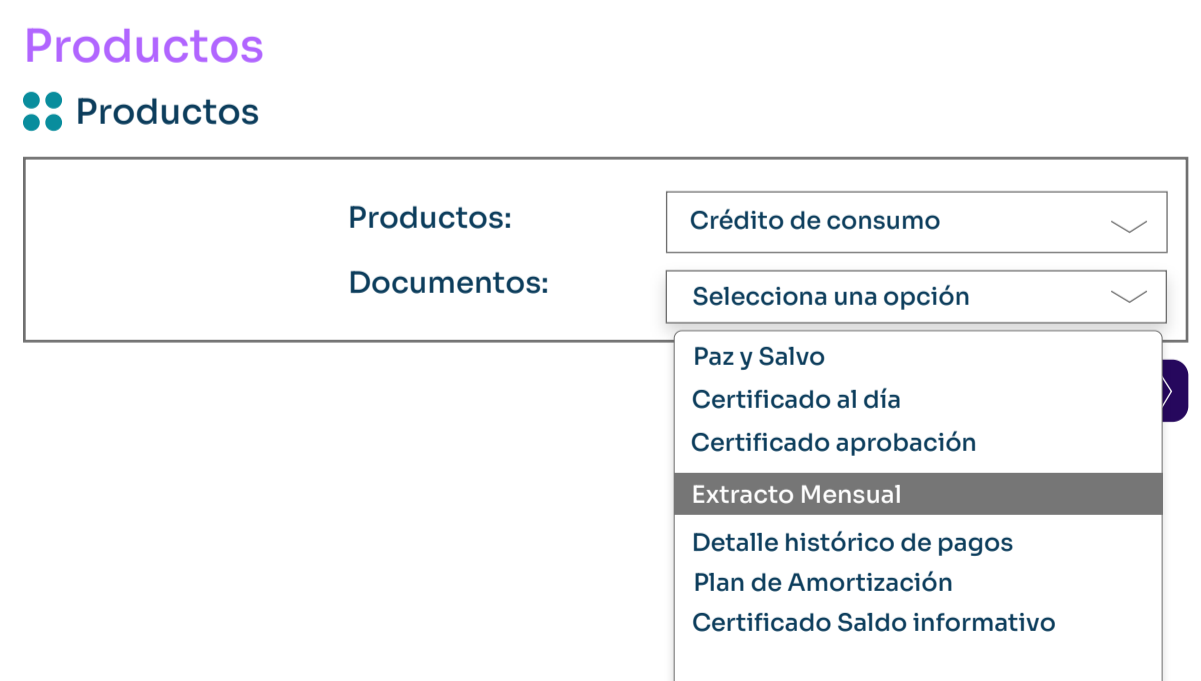 Productos
Productos
Productos:
Crédito de consumo
Documentos:
Selecciona una opción
Paz y Salvo
Certificado al día
Certificado aprobación
Extracto Mensual
Detalle histórico de pagos
Plan de Amortización
Certificado Saldo informativo